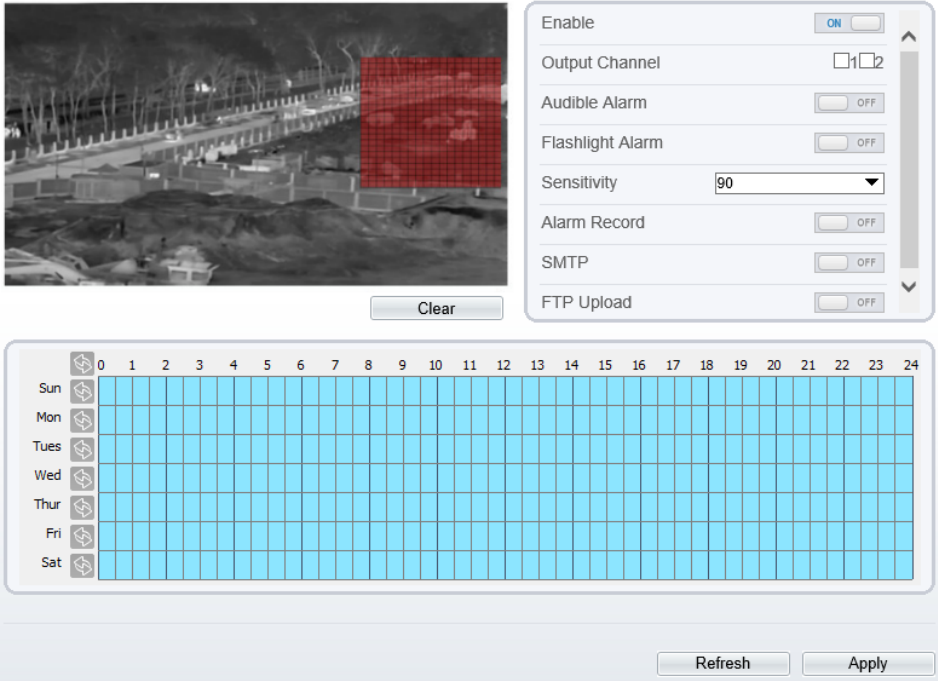 Enable ON
Output Channel 1 2
Audible Alarm OFF
Flashlight Alarm OFF
Sensitivity 90
Alarm Record OFF
SMTP OFF
FTP Upload OFF
Clear
0 1 2 3 4 5 6 7 8 9 10 11 12 13 14 15 16 17 18 19 20 21 22 23 24
Sun
Mon
Tues
Wed
Thur
Fri
Sat
Refresh Apply